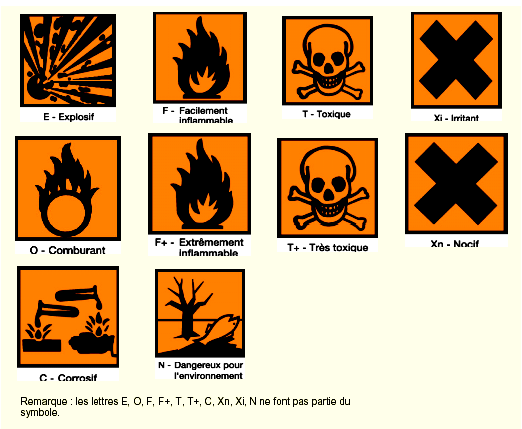 E - Explosif
F - Facilement
inflammable
T - Toxique
Xi - Irritant
O - Comburant
F+ - Extrêmement
inflammable
T+ - Très toxique
Xn - Nocif
C - Corrosif
N - Dangereux pour
l'environnement
Remarque : les lettres E, O, F, F+, T, T+, C, Xn, Xi, N ne font pas partie du
symbole.